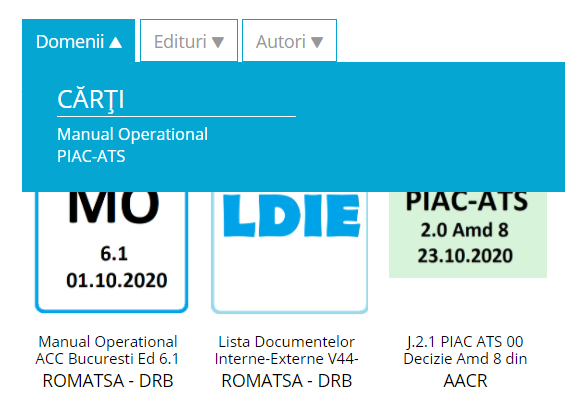 Domenii ▲ Edituri ▼ Autori ▼
CĂRŢI
Manual Operational
PIAC-ATS
MO
6.1
01.10.2020
LDIE
PIAC-ATS
2.0 Amd 8
23.10.2020
Manual Operational
ACC Bucuresti Ed 6.1
ROMATSA - DRB
Lista Documentelor
Interne-Externe V44-
ROMATSA - DRB
J.2.1 PIAC ATS 00
Decizie Amd 8 din
AACR